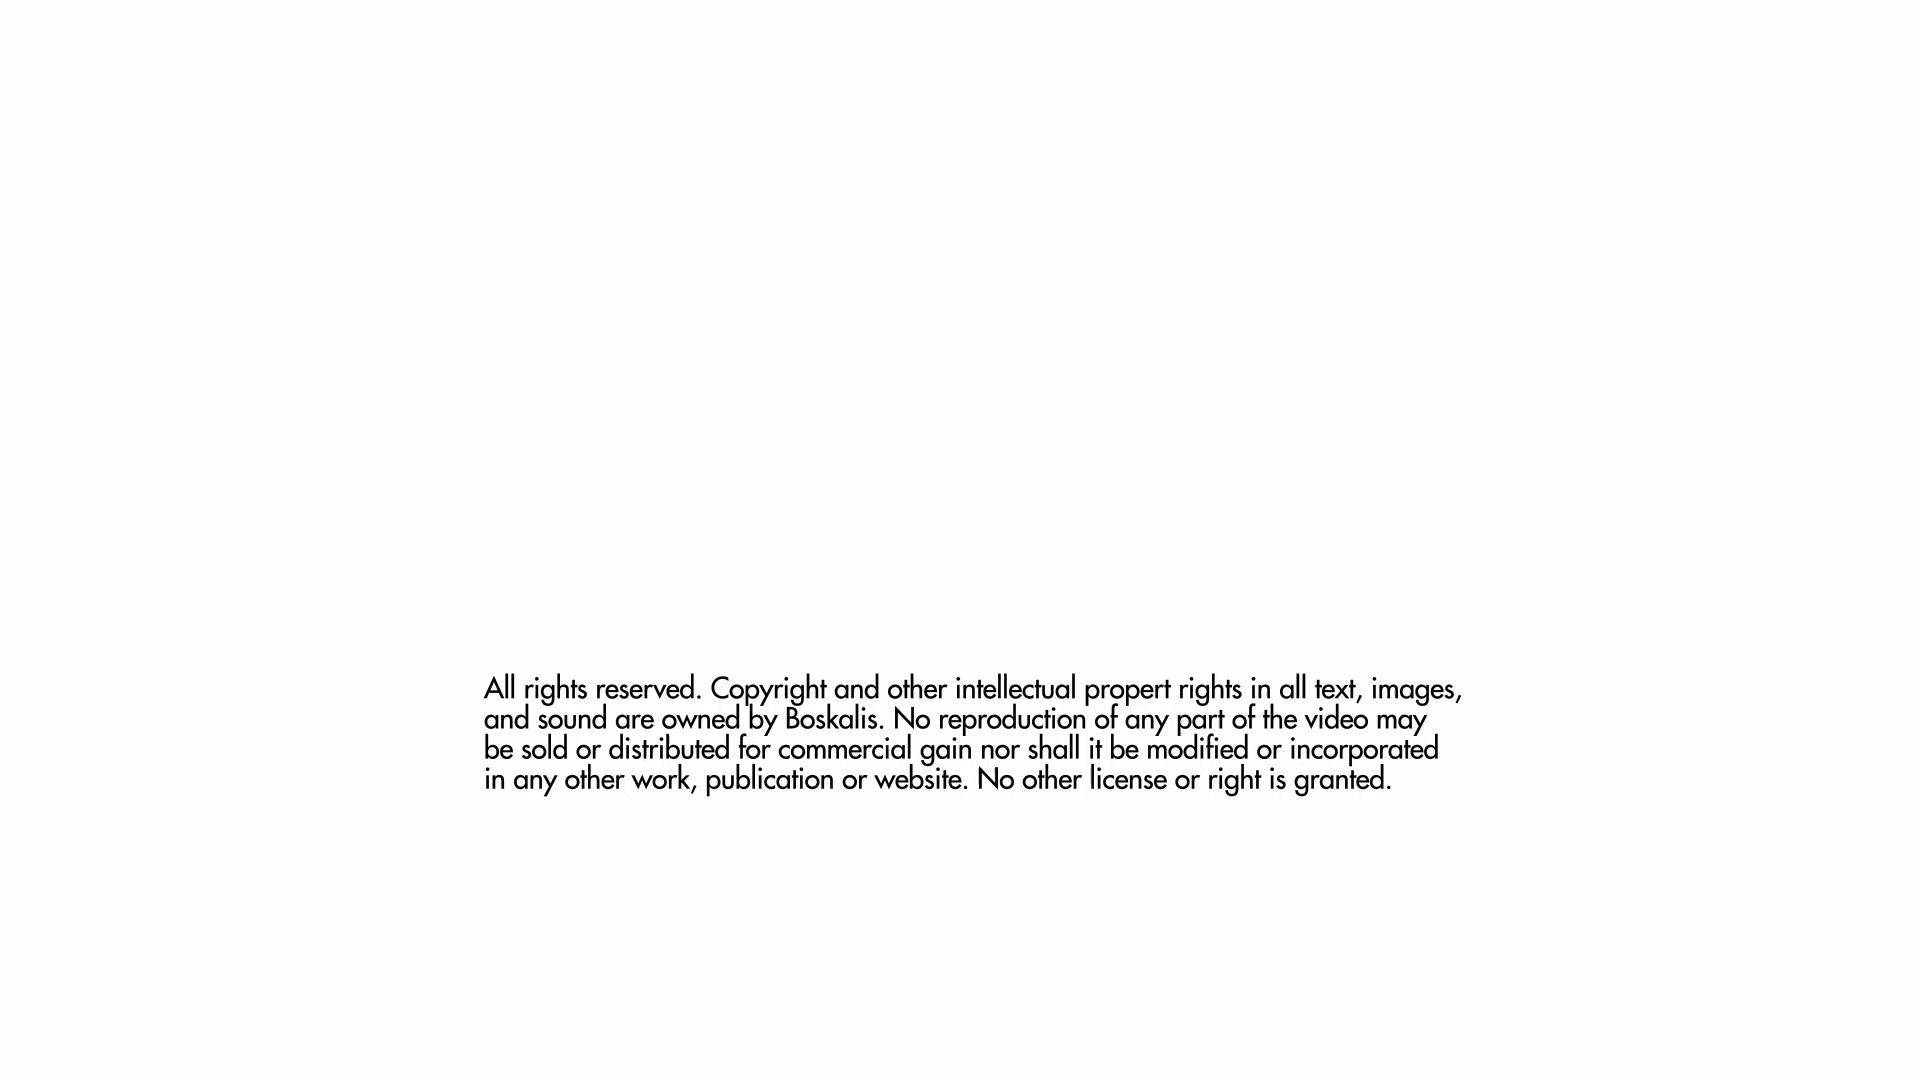 All rights reserved. Copyright and other intellectual propert rights in all text, images,
and sound are owned by Boskalis. No reproduction of any part of the video may
be sold or distributed for commercial gain nor shall it be modified or incorporated
in any other work, publication or website. No other license or right is granted.